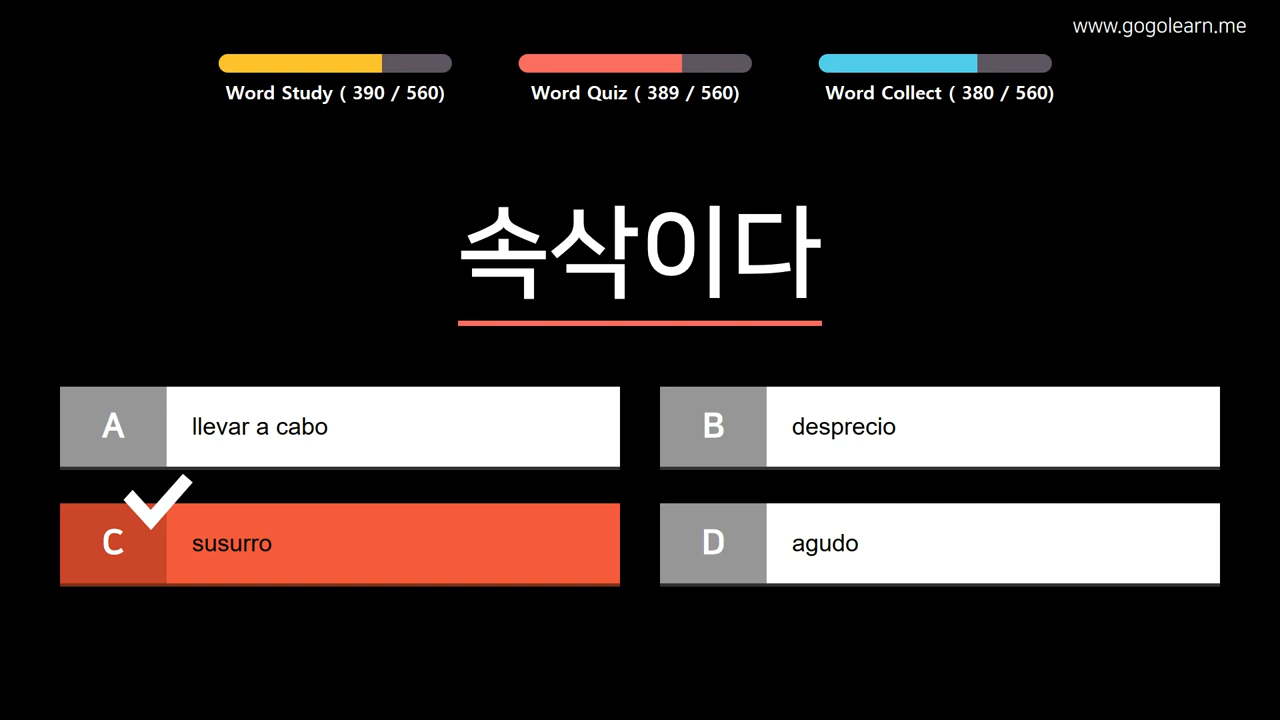 www.gogolearn.me
Word Study ( 390 / 560)
Word Quiz ( 389 / 560)
Word Collect ( 380 / 560)
속삭이다
A llevar a cabo
B desprecio
C susurro
D agudo